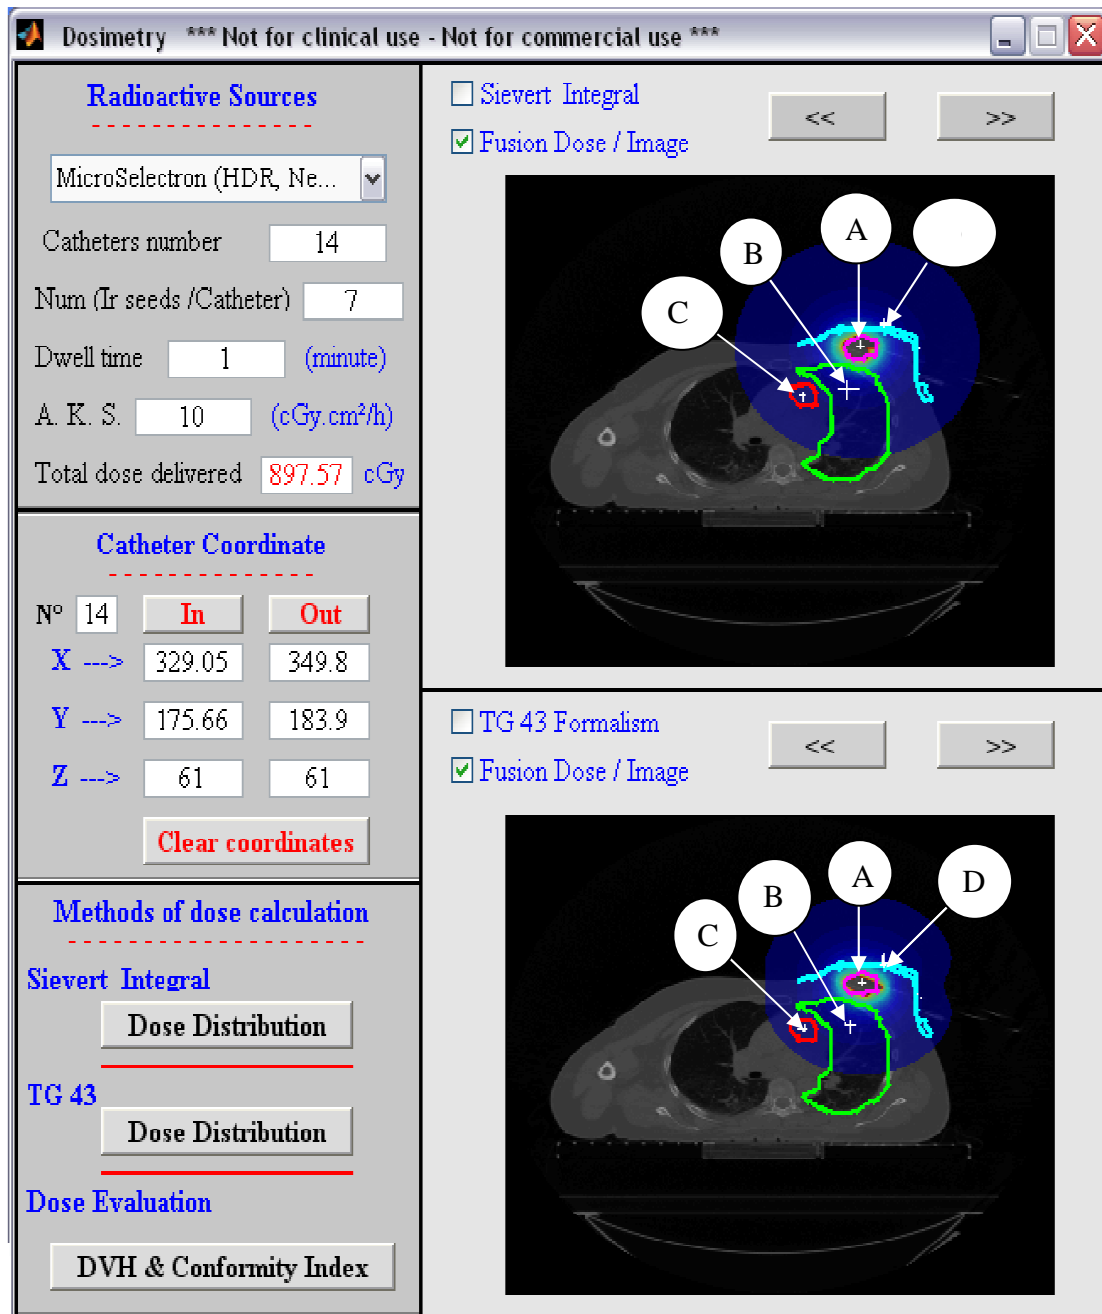 Dosimetry *** Not for clinical use - Not for commercial use ***
Radioactive Sources
MicroSelectron (HDR, Ne...
Catheters number 14
Num (Ir seeds /Catheter) 7
Dwell time 1 (minute)
A. K. S. 10 (cGy.cm²/h)
Total dose delivered 897.57 cGy
Catheter Coordinate
N° 14 In Out
X ---> 329.05 349.8
Y ---> 175.66 183.9
Z ---> 61 61
Clear coordinates
Methods of dose calculation
Sievert Integral
Dose Distribution
TG 43
Dose Distribution
Dose Evaluation
DVH & Conformity Index
Sievert Integral
<< >>
Fusion Dose / Image
A
B
C
TG 43 Formalism
<< >>
Fusion Dose / Image
A
D
B
C